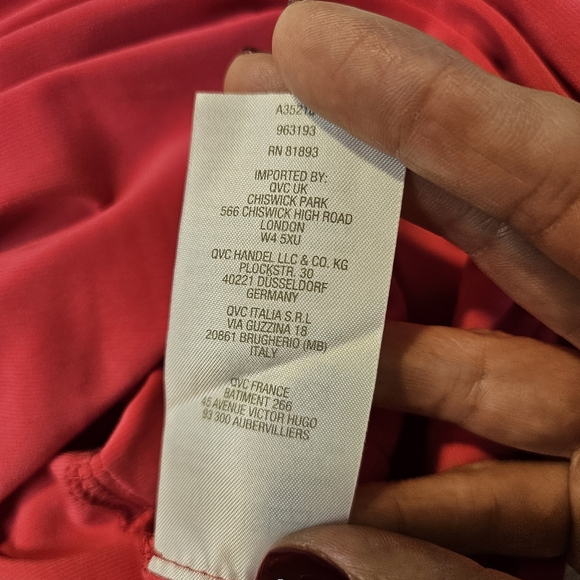 963193
RN 81893
IMPORTED BY:
QVC UK
CHISWICK PARK
566 CHISWICK HIGH ROAD
LONDON
W4 5XU
QVC HANDEL LLC & CO. KG
PLOCKSTR. 30
40221 DUSSELDORF
GERMANY
QVC ITALIA S.R.L
VIA GUZZINA 18
20861 BRUGHERIO (MB)
ITALY
QVC FRANCE
BATIMENT 266
45 AVENUE VICTOR HUGO
93 300 AUBERVILLIERS